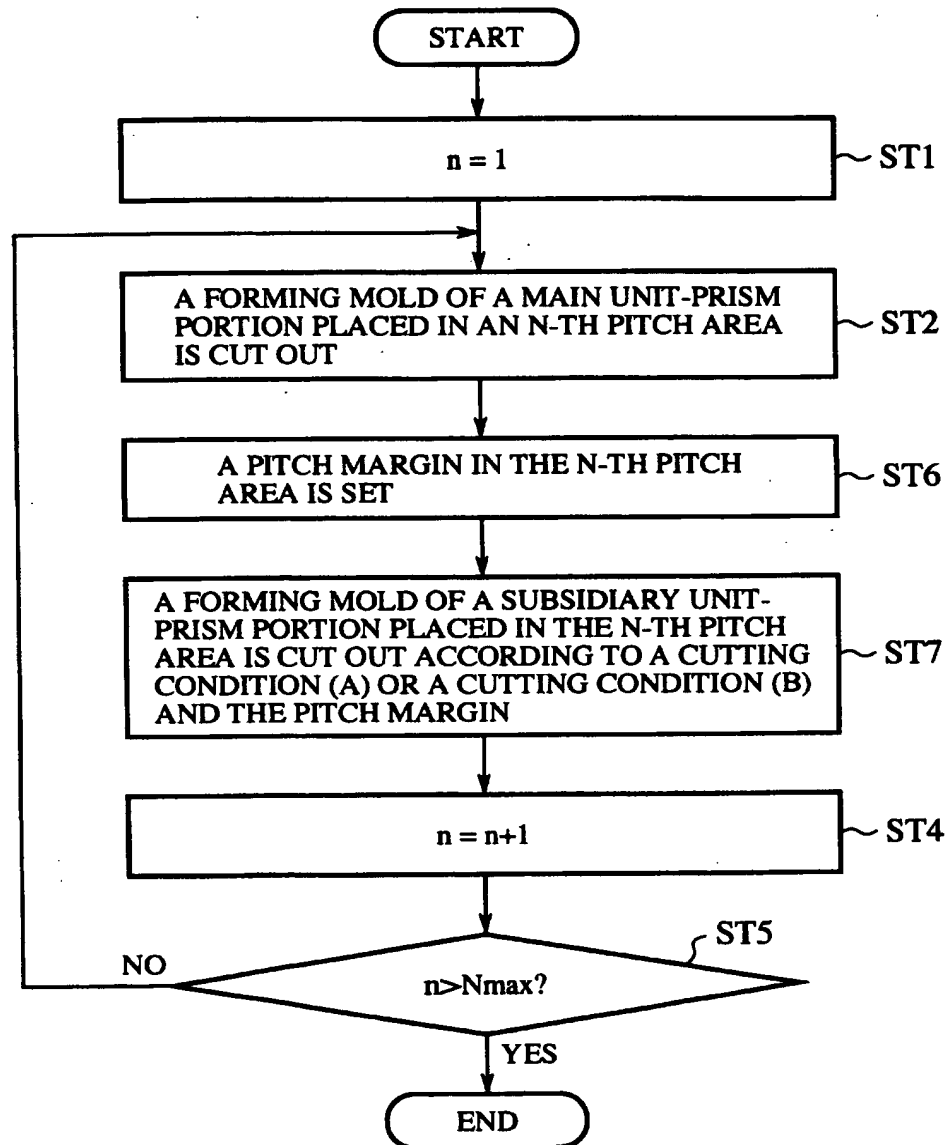 START
n = 1
ST1
A FORMING MOLD OF A MAIN UNIT-PRISM
PORTION PLACED IN AN N-TH PITCH AREA
IS CUT OUT
ST2
A PITCH MARGIN IN THE N-TH PITCH
AREA IS SET
ST6
A FORMING MOLD OF A SUBSIDIARY UNIT-
PRISM PORTION PLACED IN THE N-TH PITCH
AREA IS CUT OUT ACCORDING TO A CUTTING
CONDITION (A) OR A CUTTING CONDITION (B)
AND THE PITCH MARGIN
ST7
n = n+1
ST4
ST5
NO
n>Nmax?
YES
END